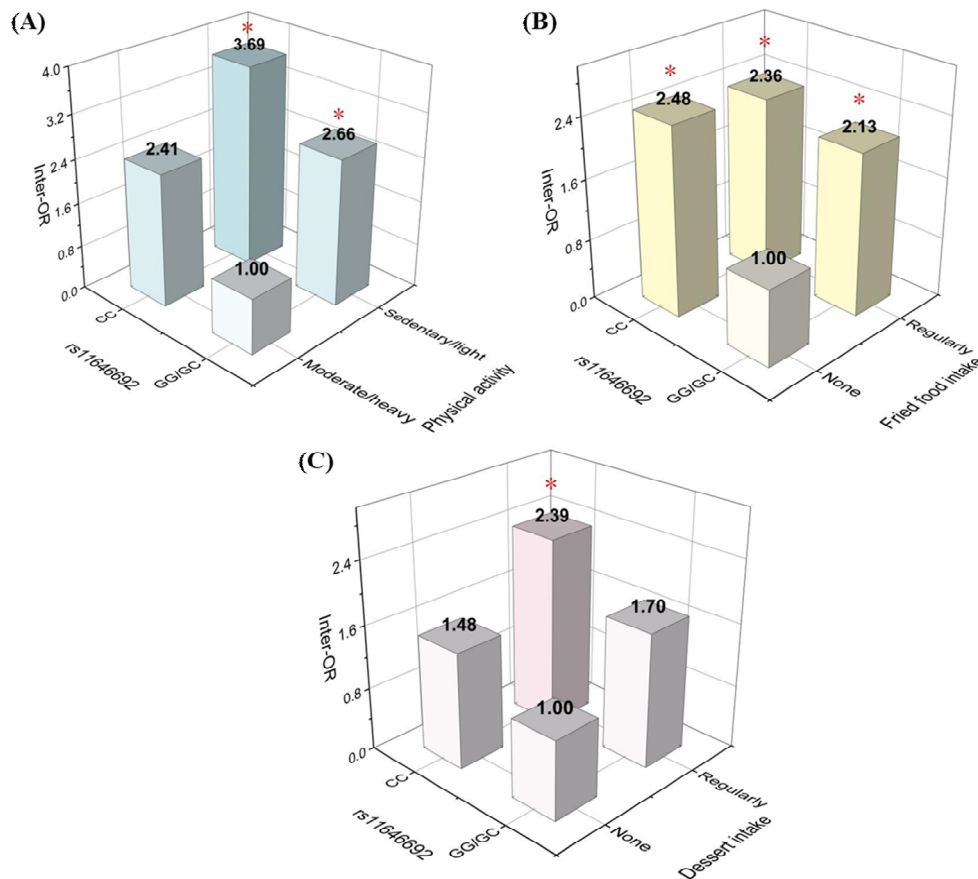 (A)
*
4.0
3.69
*
3.2
2.66
2.41
2.4
Inter-OR
1.6
1.00
0.8
0.0
CC
Sedentary/light
rs11646692
GG/GC
Moderate/heavy
Physical activity
(B)
*
*
2.36
*
2.48
2.4
2.13
Inter-OR
1.6
1.00
0.8
0.0
CC
Regularly
rs11646692
GG/GC
None
Fried food intake
(C)
*
2.39
2.4
1.70
1.48
Inter-OR
1.6
1.00
0.8
0.0
CC
Regularly
rs11646692
GG/GC
None
Dessert intake